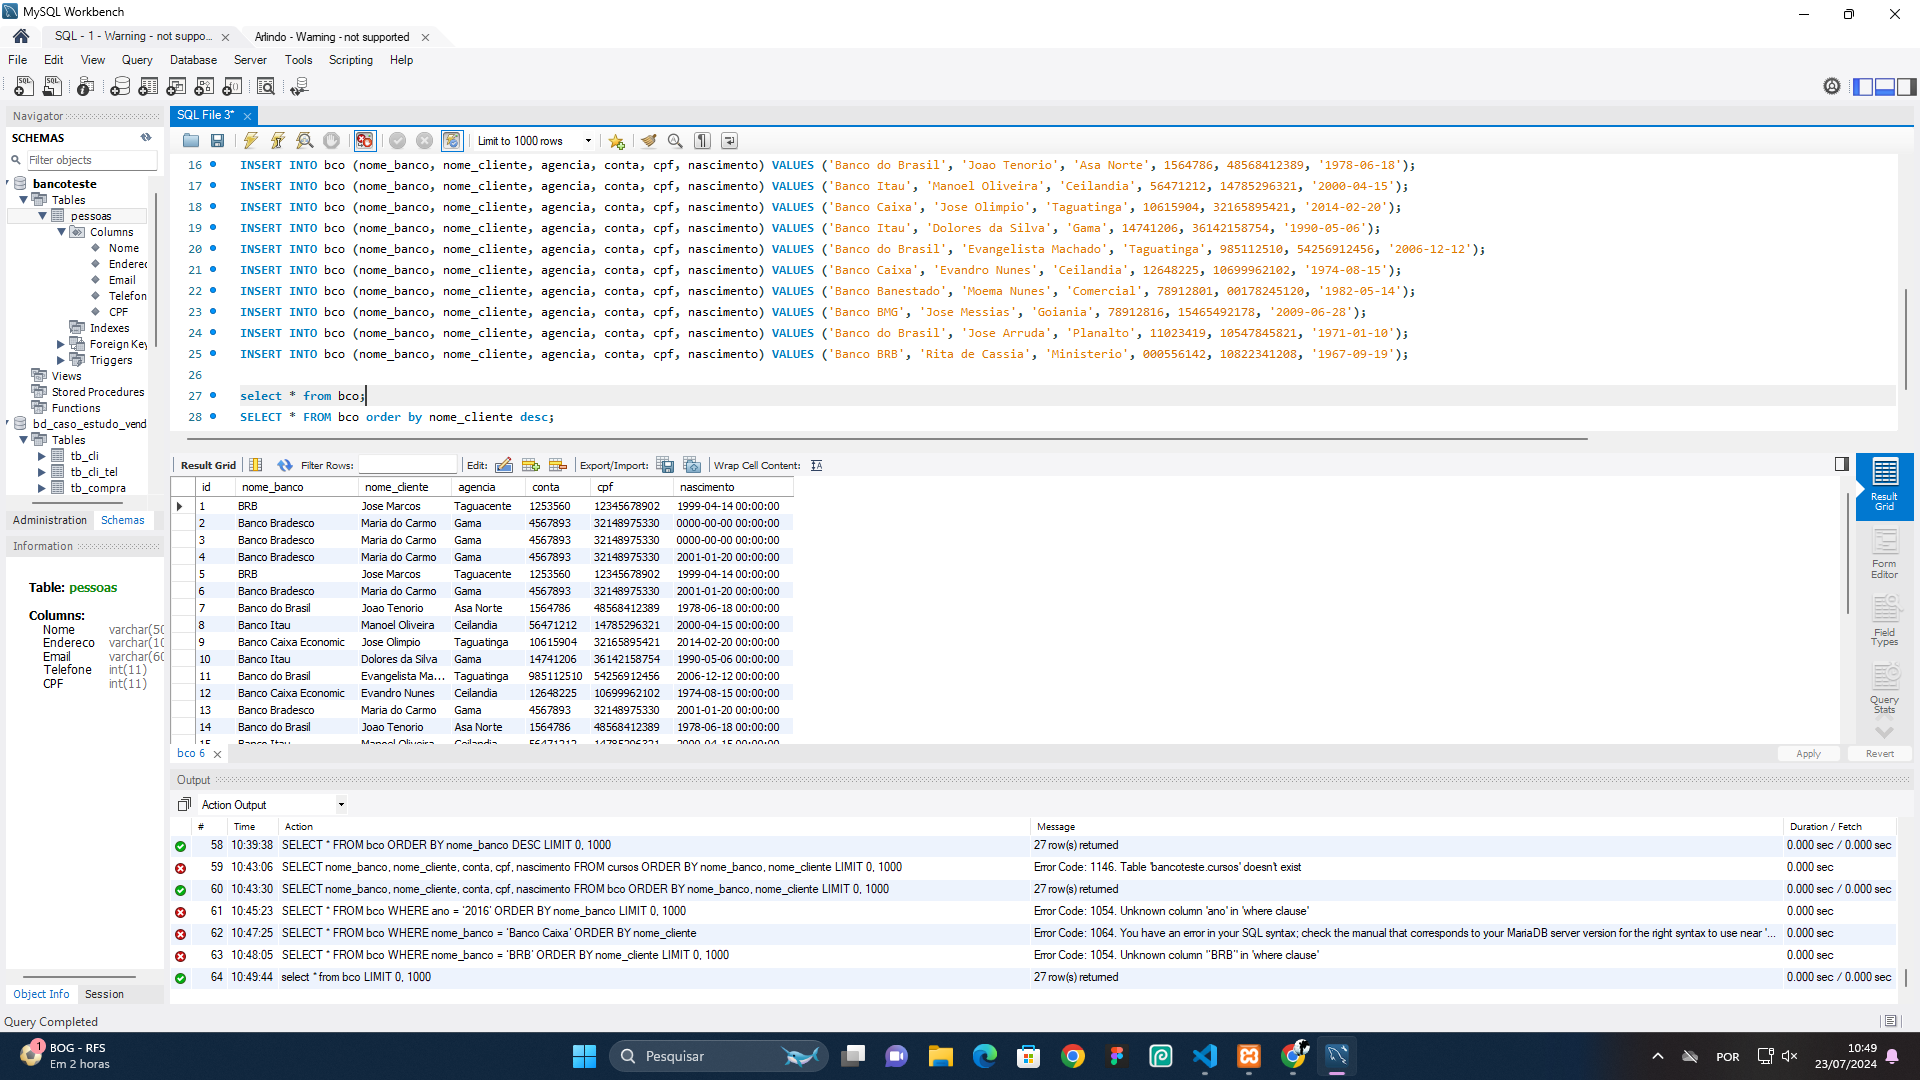 MySQL Workbench
SQL - 1 - Warning - not suppo...
Arlindo - Warning - not supported
File Edit View Query Database Server Tools Scripting Help
Navigator
SCHEMAS
Filter objects
bancoteste
Tables
pessoas
Columns
Nome
Enderec
Email
Telefon
CPF
Indexes
Foreign Key
Triggers
Views
Stored Procedures
Functions
bd_caso_estudo_vend
Tables
tb_cli
tb_cli_tel
tb_compra
Administration Schemas
Information
Table: pessoas
Columns:
Nome varchar(50
Endereco varchar(10
Email varchar(60
Telefone int(11)
CPF int(11)
Object Info Session
SQL File 3*
Limit to 1000 rows
16 INSERT INTO bco (nome_banco, nome_cliente, agencia, conta, cpf, nascimento) VALUES ('Banco do Brasil', 'Joao Tenorio', 'Asa Norte', 1564786, 48568412389, '1978-06-18');
17 INSERT INTO bco (nome_banco, nome_cliente, agencia, conta, cpf, nascimento) VALUES ('Banco Itau', 'Manoel Oliveira', 'Ceilandia', 56471212, 14785296321, '2000-04-15');
18 INSERT INTO bco (nome_banco, nome_cliente, agencia, conta, cpf, nascimento) VALUES ('Banco Caixa', 'Jose Olimpio', 'Taguatinga', 10615904, 32165895421, '2014-02-20');
19 INSERT INTO bco (nome_banco, nome_cliente, agencia, conta, cpf, nascimento) VALUES ('Banco Itau', 'Dolores da Silva', 'Gama', 14741206, 36142158754, '1990-05-06');
20 INSERT INTO bco (nome_banco, nome_cliente, agencia, conta, cpf, nascimento) VALUES ('Banco do Brasil', 'Evangelista Machado', 'Taguatinga', 985112510, 54256912456, '2006-12-12');
21 INSERT INTO bco (nome_banco, nome_cliente, agencia, conta, cpf, nascimento) VALUES ('Banco Caixa', 'Evandro Nunes', 'Ceilandia', 12648225, 10699962102, '1974-08-15');
22 INSERT INTO bco (nome_banco, nome_cliente, agencia, conta, cpf, nascimento) VALUES ('Banco Banestado', 'Moema Nunes', 'Comercial', 78912801, 00178245120, '1982-05-14');
23 INSERT INTO bco (nome_banco, nome_cliente, agencia, conta, cpf, nascimento) VALUES ('Banco BMG', 'Jose Messias', 'Goiania', 78912816, 15465492178, '2009-06-28');
24 INSERT INTO bco (nome_banco, nome_cliente, agencia, conta, cpf, nascimento) VALUES ('Banco do Brasil', 'Jose Arruda', 'Planalto', 11023419, 10547845821, '1971-01-10');
25 INSERT INTO bco (nome_banco, nome_cliente, agencia, conta, cpf, nascimento) VALUES ('Banco BRB', 'Rita de Cassia', 'Ministerio', 000556142, 10822341208, '1967-09-19');
26
27 select * from bco;
28 SELECT * FROM bco order by nome_cliente desc;
Result Grid Filter Rows: Edit: Export/Import: Wrap Cell Content:
id nome_banco nome_cliente agencia conta cpf nascimento
1 BRB Jose Marcos Taguacente 1253560 12345678902 1999-04-14 00:00:00
2 Banco Bradesco Maria do Carmo Gama 4567893 32148975330 0000-00-00 00:00:00
3 Banco Bradesco Maria do Carmo Gama 4567893 32148975330 0000-00-00 00:00:00
4 Banco Bradesco Maria do Carmo Gama 4567893 32148975330 2001-01-20 00:00:00
5 BRB Jose Marcos Taguacente 1253560 12345678902 1999-04-14 00:00:00
6 Banco Bradesco Maria do Carmo Gama 4567893 32148975330 2001-01-20 00:00:00
7 Banco do Brasil Joao Tenorio Asa Norte 1564786 48568412389 1978-06-18 00:00:00
8 Banco Itau Manoel Oliveira Ceilandia 56471212 14785296321 2000-04-15 00:00:00
9 Banco Caixa Economic Jose Olimpio Taguatinga 10615904 32165895421 2014-02-20 00:00:00
10 Banco Itau Dolores da Silva Gama 14741206 36142158754 1990-05-06 00:00:00
11 Banco do Brasil Evangelista Ma... Taguatinga 985112510 54256912456 2006-12-12 00:00:00
12 Banco Caixa Economic Evandro Nunes Ceilandia 12648225 10699962102 1974-08-15 00:00:00
13 Banco Bradesco Maria do Carmo Gama 4567893 32148975330 2001-01-20 00:00:00
14 Banco do Brasil Joao Tenorio Asa Norte 1564786 48568412389 1978-06-18 00:00:00
15 Banco Itau Manoel Oliveira Ceilandia 56471212 14785296321 2000-04-15 00:00:00
Result Grid
Form Editor
Field Types
Query Stats
bco 6
Apply Revert
Output
Action Output
# Time Action Message Duration / Fetch
58 10:39:38 SELECT * FROM bco ORDER BY nome_banco DESC LIMIT 0, 1000 27 row(s) returned 0.000 sec / 0.000 sec
59 10:43:06 SELECT nome_banco, nome_cliente, conta, cpf, nascimento FROM cursos ORDER BY nome_banco, nome_cliente LIMIT 0, 1000 Error Code: 1146. Table 'bancoteste.cursos' doesn't exist 0.000 sec
60 10:43:30 SELECT nome_banco, nome_cliente, conta, cpf, nascimento FROM bco ORDER BY nome_banco, nome_cliente LIMIT 0, 1000 27 row(s) returned 0.000 sec / 0.000 sec
61 10:45:23 SELECT * FROM bco WHERE ano = '2016' ORDER BY nome_banco LIMIT 0, 1000 Error Code: 1054. Unknown column 'ano' in 'where clause' 0.000 sec
62 10:47:25 SELECT * FROM bco WHERE nome_banco = ‘Banco Caixa’ ORDER BY nome_cliente Error Code: 1064. You have an error in your SQL syntax; check the manual that corresponds to your MariaDB server version for the right syntax to use near '... 0.000 sec
63 10:48:05 SELECT * FROM bco WHERE nome_banco = ‘BRB’ ORDER BY nome_cliente LIMIT 0, 1000 Error Code: 1054. Unknown column '‘BRB’' in 'where clause' 0.000 sec
64 10:49:44 select * from bco LIMIT 0, 1000 27 row(s) returned 0.000 sec / 0.000 sec
Query Completed
1
BOG - RFS
Em 2 horas
Pesquisar
POR
10:49
23/07/2024